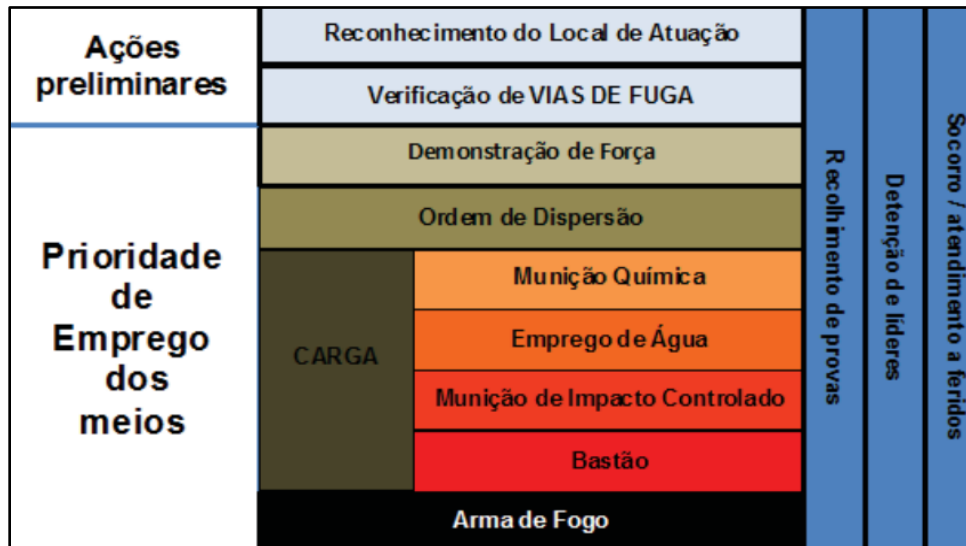 Ações
preliminares
Reconhecimento do Local de Atuação
Verificação de VIAS DE FUGA
Prioridade
de
Emprego
dos
meios
Demonstração de Força
Ordem de Dispersão
CARGA
Munição Química
Emprego de Água
Munição de Impacto Controlado
Bastão
Arma de Fogo
Recolhimento de provas
Detenção de líderes
Socorro / atendimento a feridos